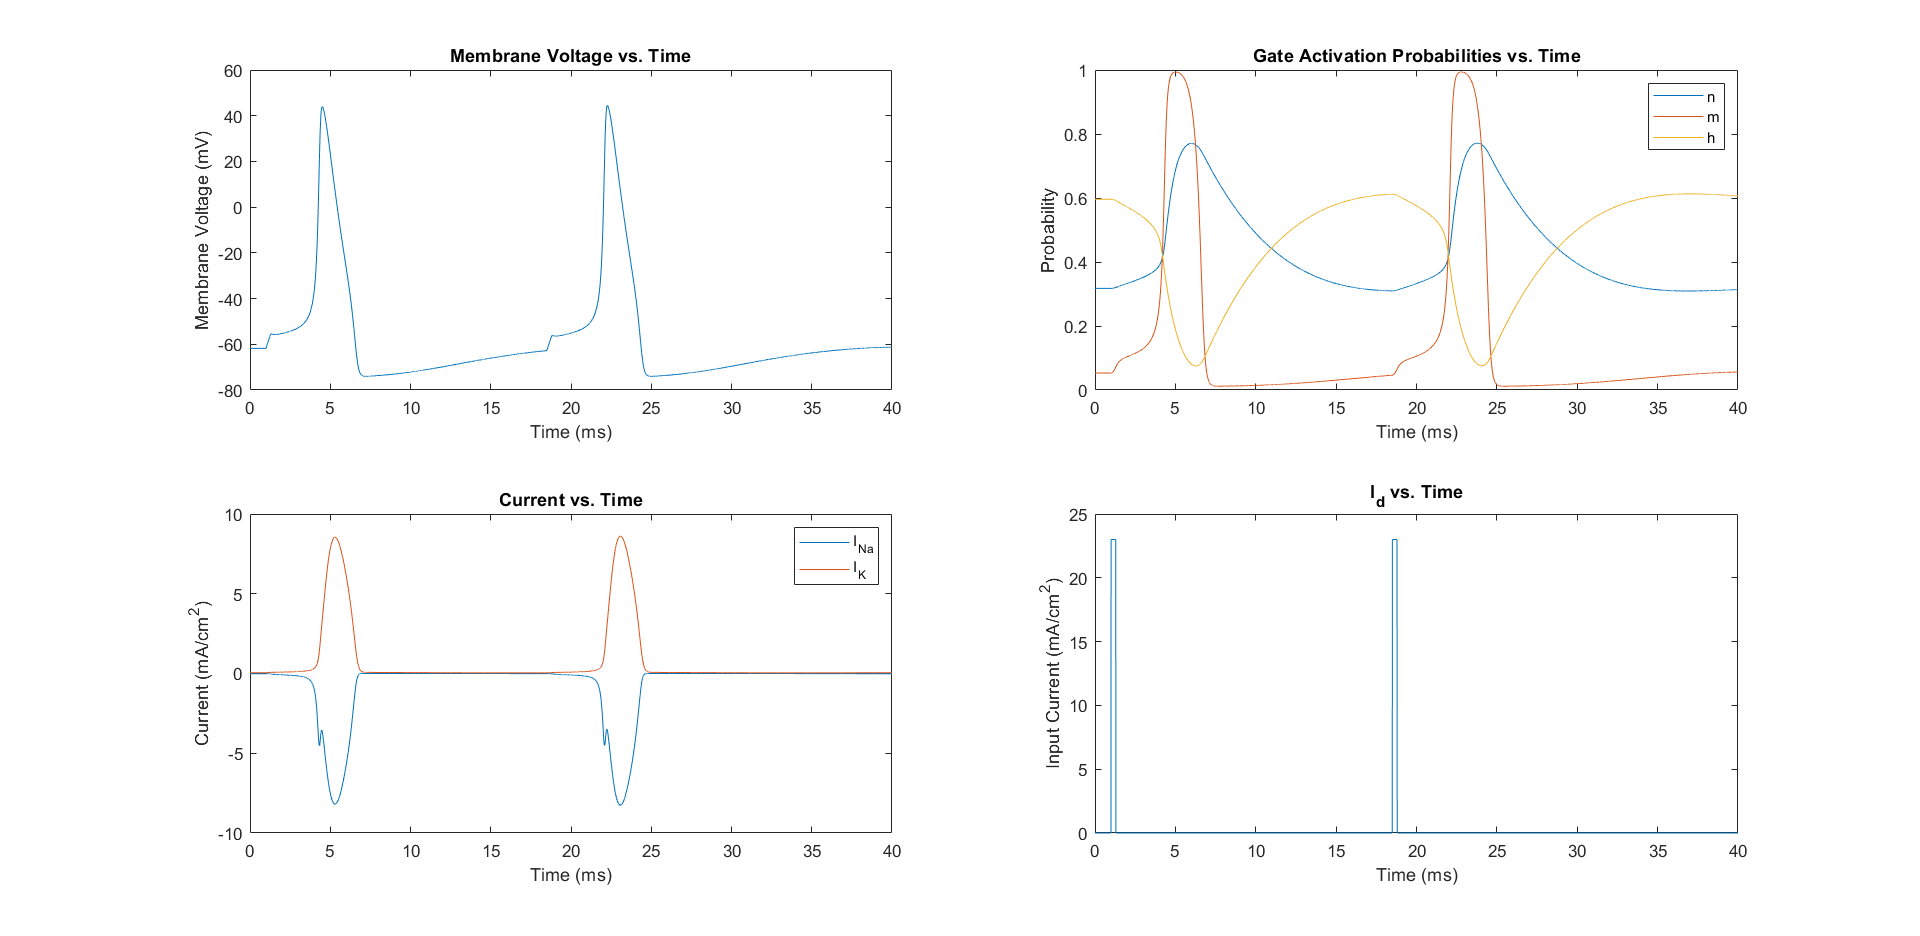 Membrane Voltage vs. Time
60
40
20
0
-20
-40
-60
-80
Membrane Voltage (mV)
0 5 10 15 20 25 30 35 40
Time (ms)
Gate Activation Probabilities vs. Time
1
0.8
0.6
0.4
0.2
0
Probability
n
m
h
0 5 10 15 20 25 30 35 40
Time (ms)
Current vs. Time
10
5
0
-5
-10
Current (mA/cm2)
INa
IK
0 5 10 15 20 25 30 35 40
Time (ms)
Id vs. Time
25
20
15
10
5
0
Input Current (mA/cm2)
0 5 10 15 20 25 30 35 40
Time (ms)